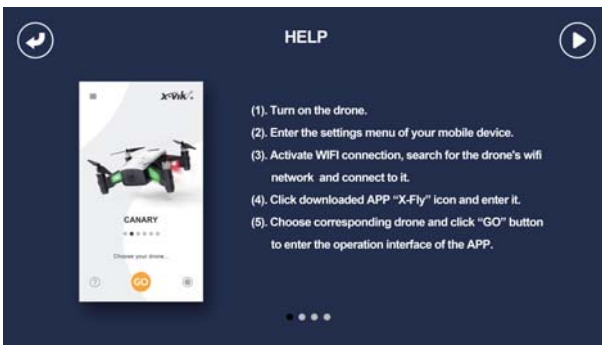 HELP
x-vik
CANARY
Choose your drone...
GO
(1). Turn on the drone.
(2). Enter the settings menu of your mobile device.
(3). Activate WIFI connection, search for the drone's wifi
network and connect to it.
(4). Click downloaded APP “X-Fly” icon and enter it.
(5). Choose corresponding drone and click “GO” button
to enter the operation interface of the APP.